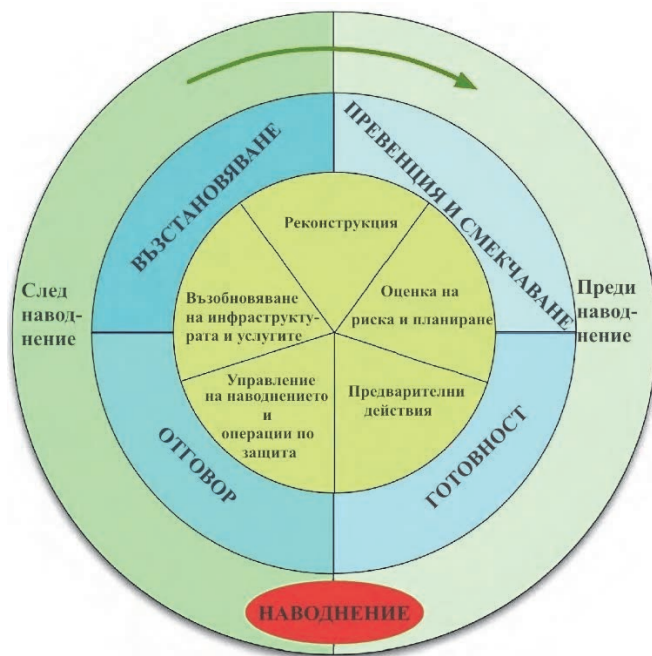 ВЪЗСТАНОВЯВАНЕ
ПРЕВЕНЦИЯ И СМЕКЧАВАНЕ
Реконструкция
След
навод-
нение
Възобновяване
на инфраструкту-
рата и услугите
Оценка на
риска и планиране
Преди
навод-
нение
Управление
на наводнението
и
операции по
защита
Предварителни
действия
ОТГОВОР
ГОТОВНОСТ
НАВОДНЕНИЕ